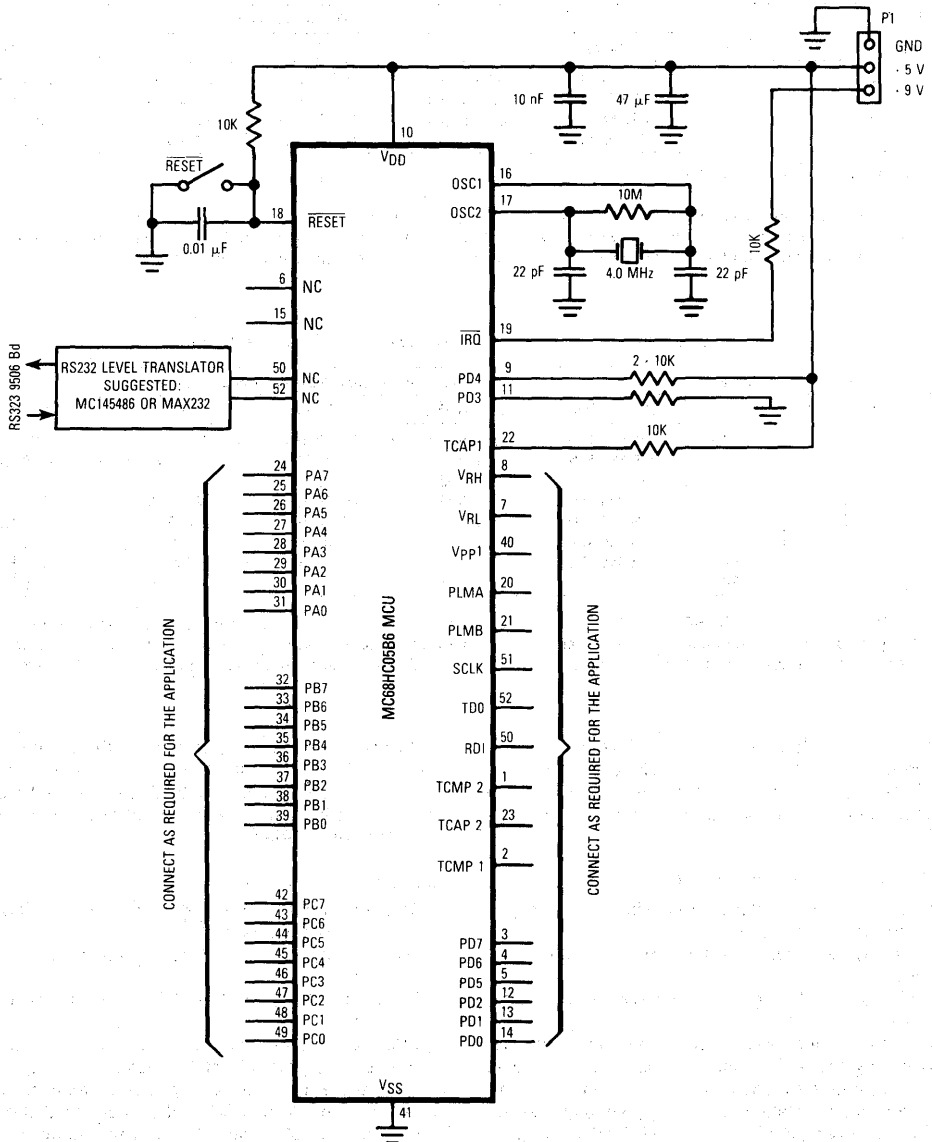 P1
GND
· 5 V
· 9 V
10 nF
47 µF
10K
10
VDD
RESET
18
RESET
0.01 µF
OSC1
16
OSC2
17
10M
22 pF
4.0 MHz
22 pF
10K
6
NC
15
NC
IRQ
19
RS323 9506 Bd
RS232 LEVEL TRANSLATOR
SUGGESTED:
MC145486 OR MAX232
50
NC
52
NC
PD4
9
2 - 10K
PD3
11
TCAP1
22
10K
CONNECT AS REQUIRED FOR THE APPLICATION
24 PA7
25 PA6
26 PA5
27 PA4
28 PA3
29 PA2
30 PA1
31 PA0
32 PB7
33 PB6
34 PB5
35 PB4
36 PB3
37 PB2
38 PB1
39 PB0
42 PC7
43 PC6
44 PC5
45 PC4
46 PC3
47 PC2
48 PC1
49 PC0
MC68HC05B6 MCU
VRH 8
VRL 7
VPP1 40
PLMA 20
PLMB 21
SCLK 51
TD0 52
RDI 50
TCMP 2 1
TCAP 2 23
TCMP 1 2
PD7 3
PD6 4
PD5 5
PD2 12
PD1 13
PD0 14
CONNECT AS REQUIRED FOR THE APPLICATION
VSS
41